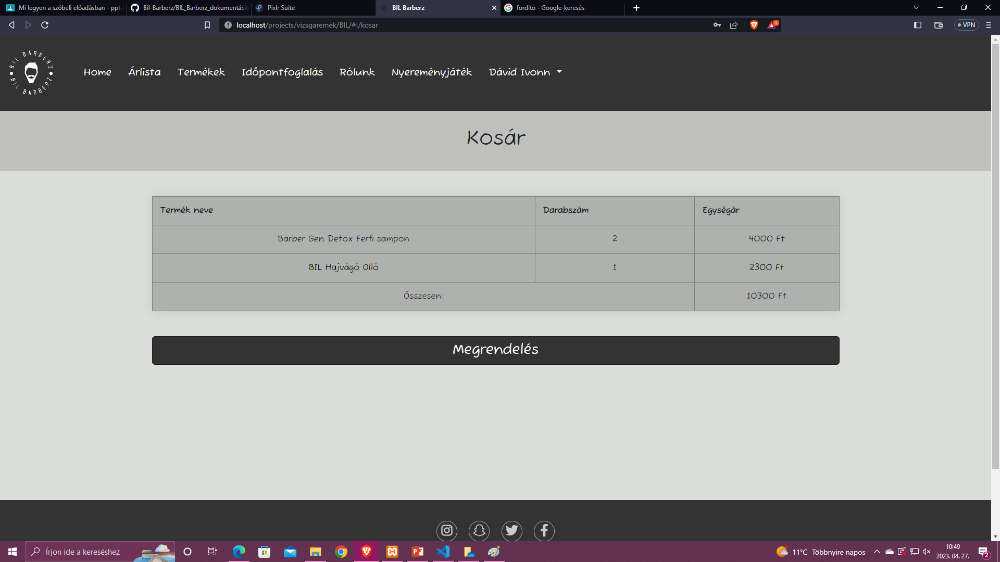 Mi legyen a szóbeli előadásban - ppt-
Bil-Barberz/BIL_Barberz_dokumentáció
Pixlr Suite
BIL Barberz
fordito - Google-keresés
localhost/projects/vizsgaremek/BIL/#!/kosar
1
VPN
BIL BARBERZ
BIL BARBERZ
Home
Árlista
Termékek
Időpontfoglalás
Rólunk
Nyereményjáték
Dávid Ivonn
Kosár
Termék neve Darabszám Egységár
Barber Gen Detox Ferfi sampon 2 4000 Ft
BIL Hajvágó Olló 1 2300 Ft
Összesen: 10300 Ft
Megrendelés
Írjon ide a kereséshez
11°C Többnyire napos
10:49
2023. 04. 27.
2